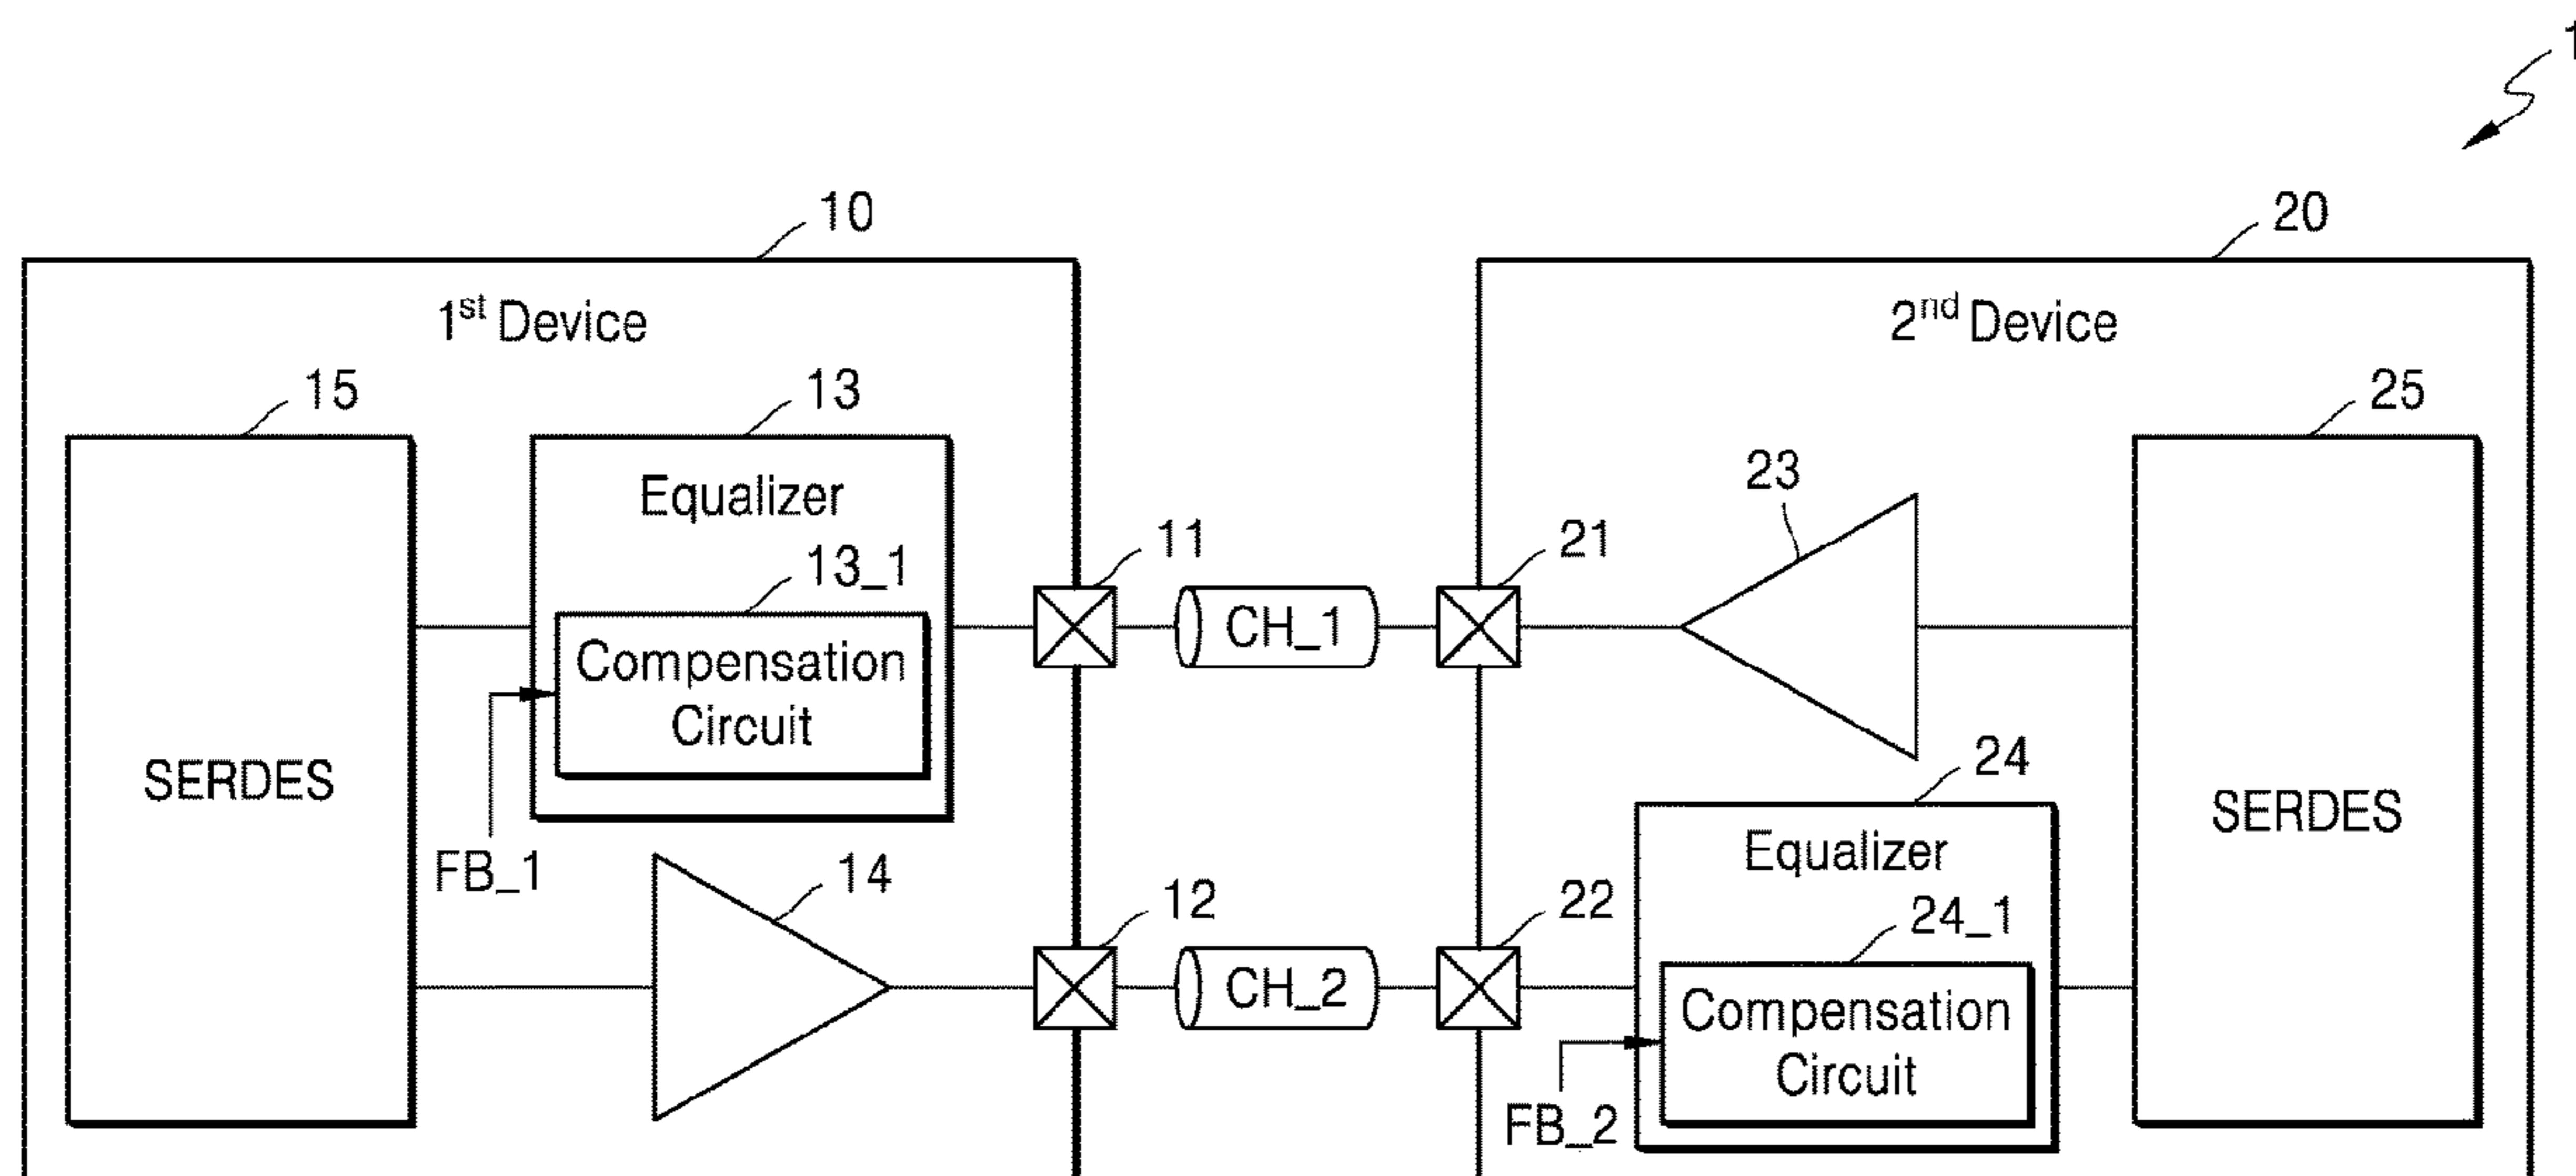 1
10
20
1st Device
2nd Device
15
13
25
Equalizer
23
13_1
11
21
Compensation
Circuit
CH_1
SERDES
FB_1
14
12
22
24
Equalizer
24_1
SERDES
CH_2
Compensation
Circuit
FB_2